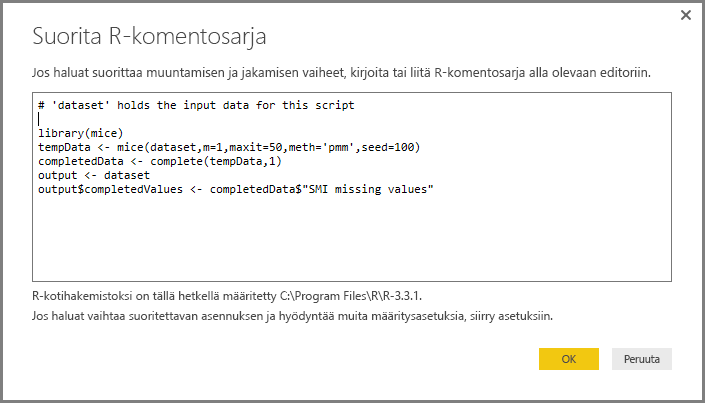 Suorita R-komentosarja
Jos haluat suorittaa muuntamisen ja jakamisen vaiheet, kirjoita tai liitä R-komentosarja alla olevaan editoriin.
# 'dataset' holds the input data for this script
library(mice)
tempData <- mice(dataset,m=1,maxit=50,meth='pmm',seed=100)
completedData <- complete(tempData,1)
output <- dataset
output$completedValues <- completedData$"SMI missing values"
R-kotihakemistoksi on tällä hetkellä määritetty C:\Program Files\R\R-3.3.1.
Jos haluat vaihtaa suoritettavan asennuksen ja hyödyntää muita määritysasetuksia, siirry asetuksiin.
OK
Peruuta